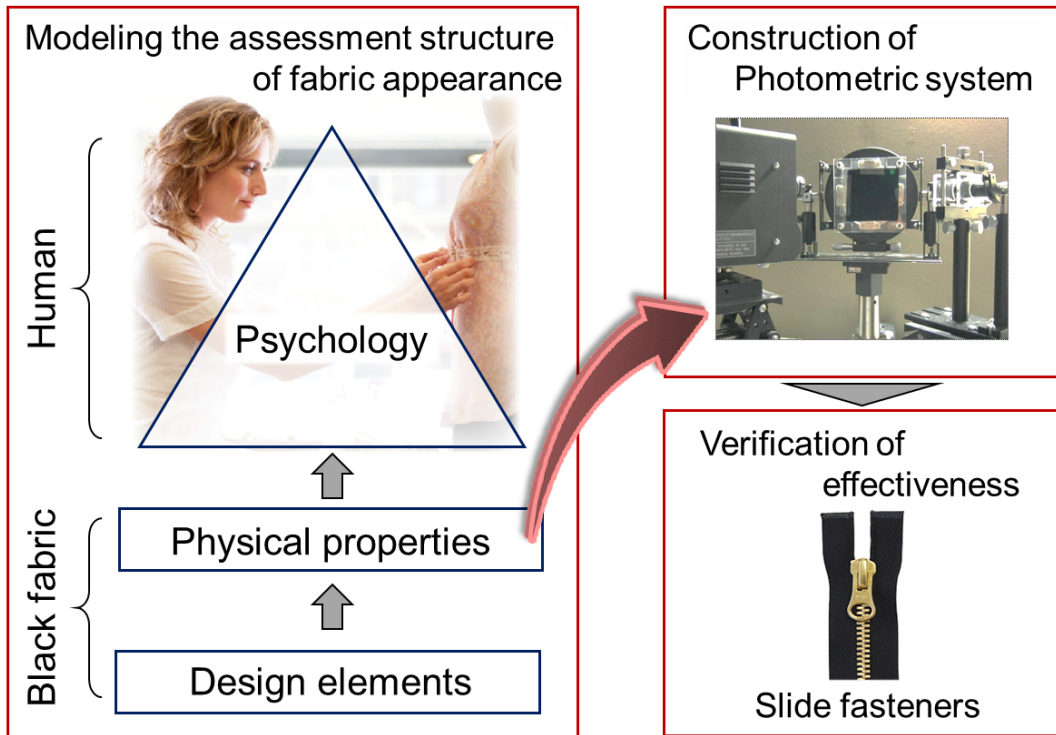 Modeling the assessment structure
of fabric appearance
Human
Psychology
Black fabric
Physical properties
Design elements
Construction of
Photometric system
Verification of
effectiveness
Slide fasteners